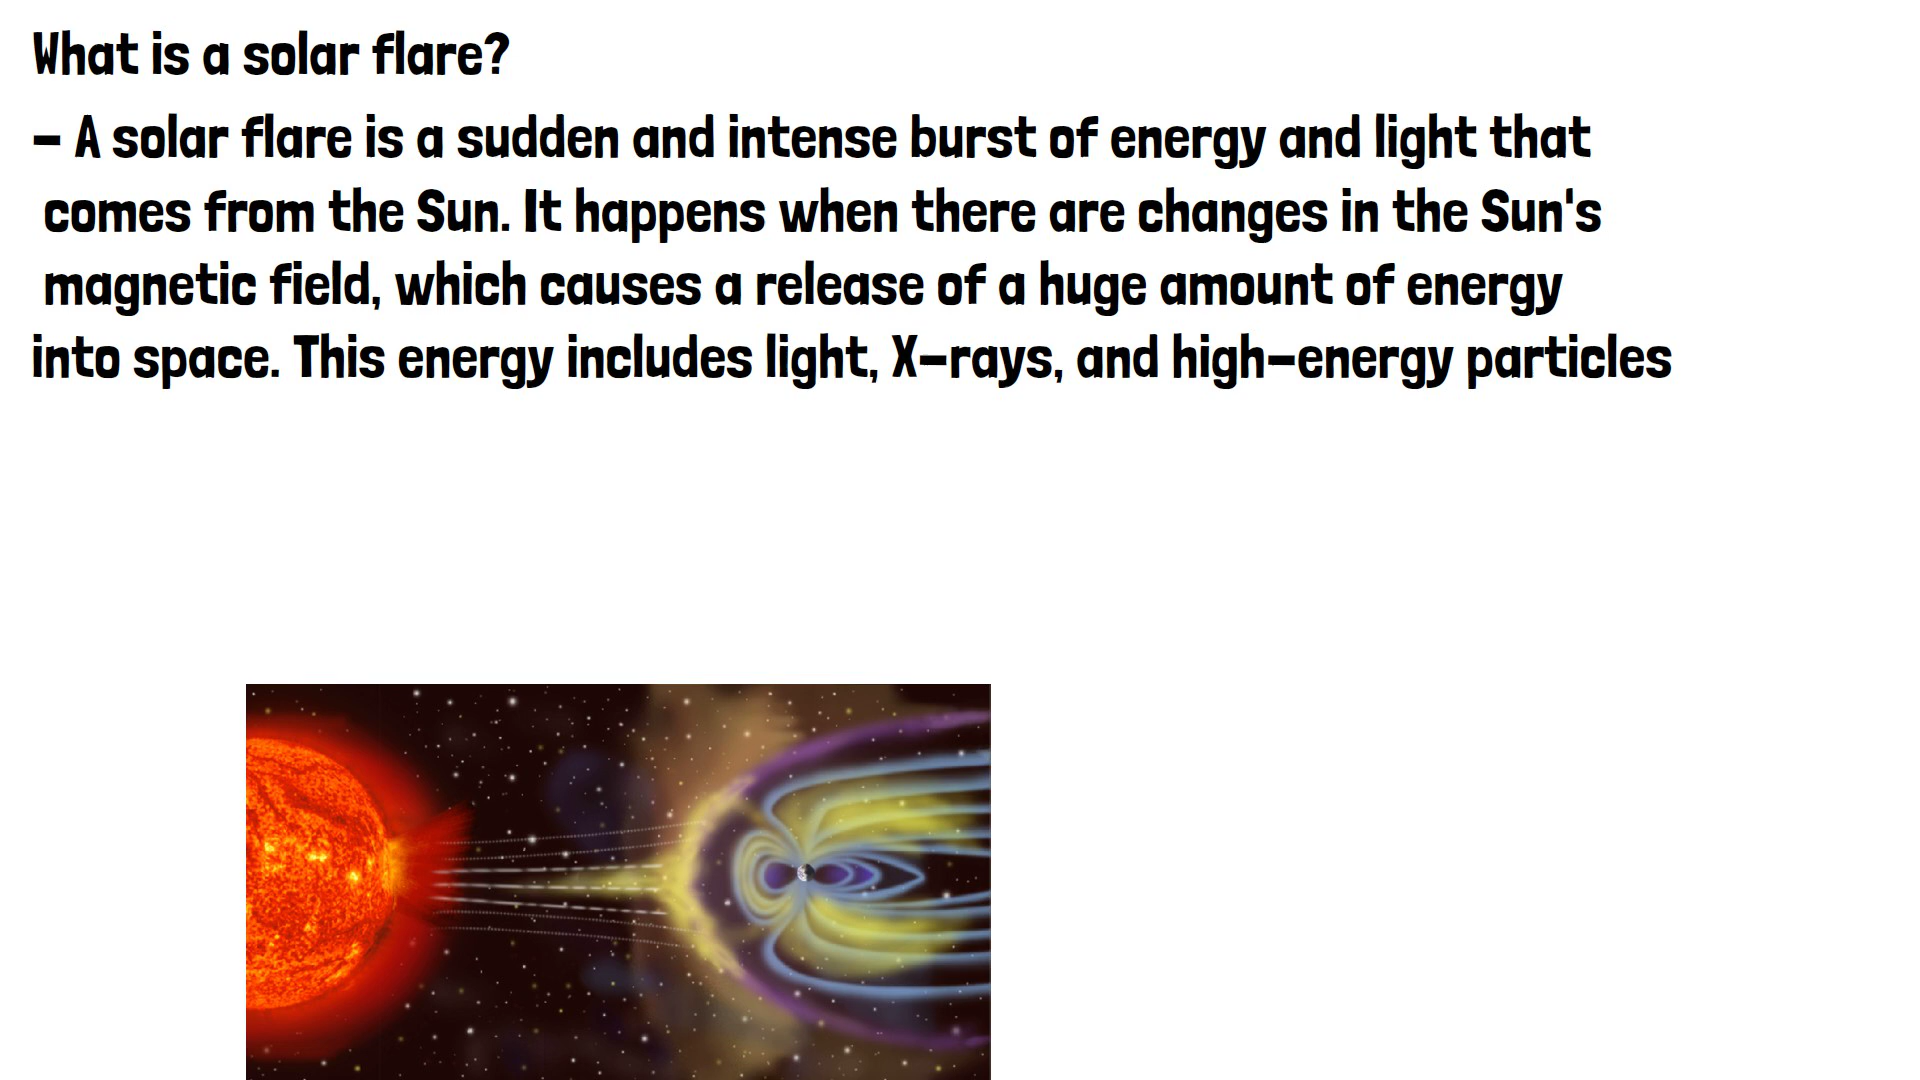 What is a solar flare?
- A solar flare is a sudden and intense burst of energy and light that
comes from the Sun. It happens when there are changes in the Sun's
magnetic field, which causes a release of a huge amount of energy
into space. This energy includes light, X-rays, and high-energy particles